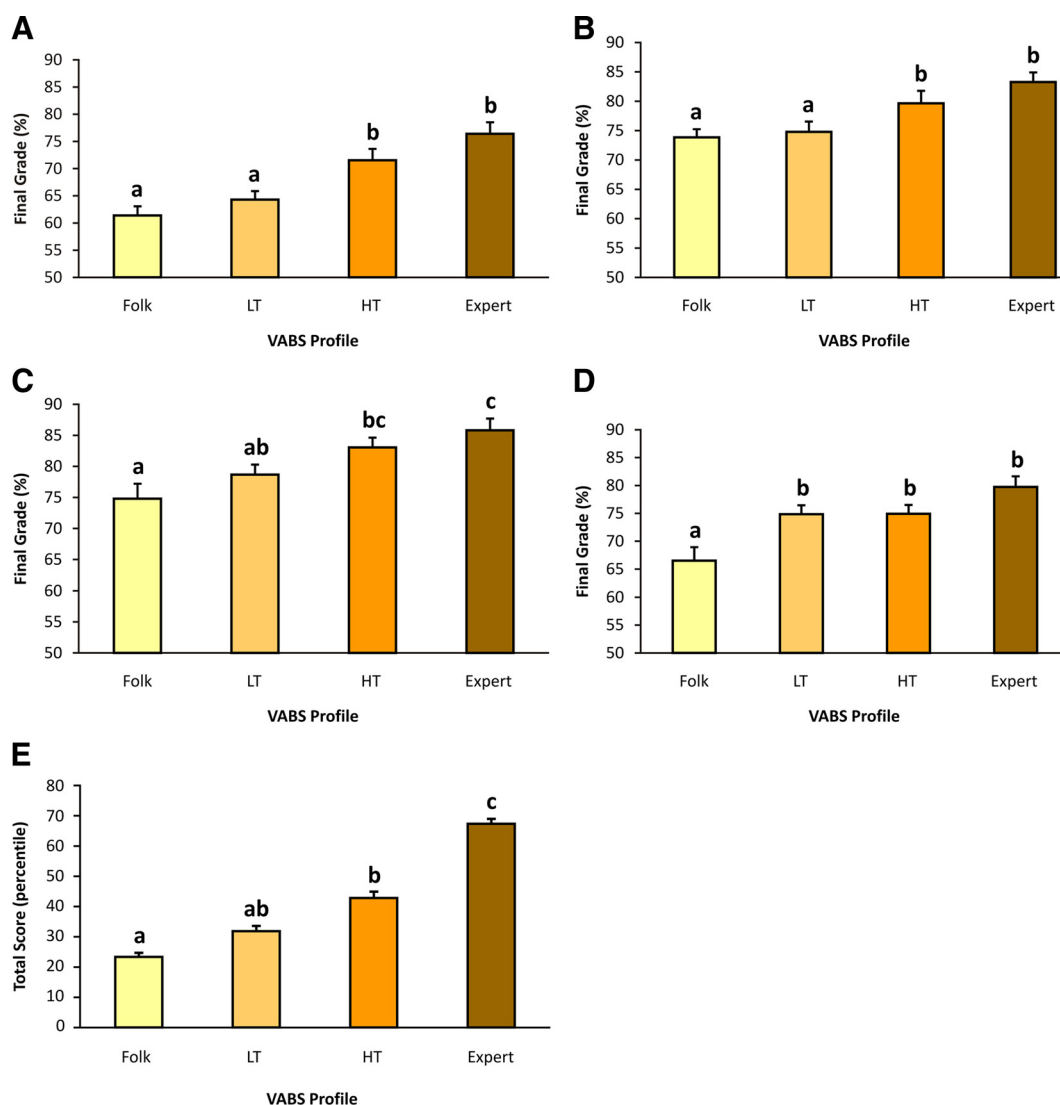 A
Final Grade (%)
90
85
80
75
70
65
60
55
50
a
a
b
b
Folk LT HT Expert
VABS Profile
B
Final Grade (%)
90
85
80
75
70
65
60
55
50
a
a
b
b
Folk LT HT Expert
VABS Profile
C
Final Grade (%)
90
85
80
75
70
65
60
55
50
a
ab
bc
c
Folk LT HT Expert
VABS Profile
D
Final Grade (%)
90
85
80
75
70
65
60
55
50
a
b
b
b
Folk LT HT Expert
VABS Profile
E
Total Score (percentile)
80
70
60
50
40
30
20
10
0
a
ab
b
c
Folk LT HT Expert
VABS Profile